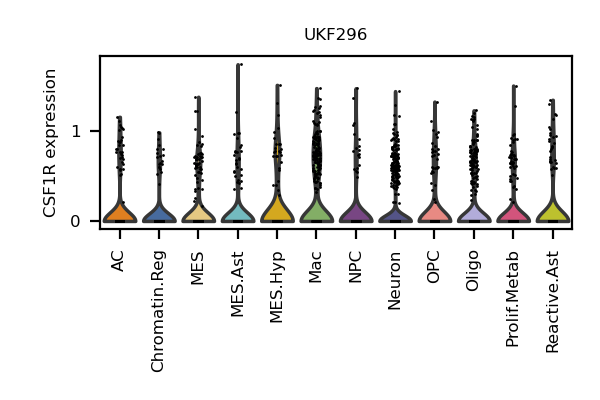 UKF296
CSF1R expression
1
0
AC
Chromatin.Reg
MES
MES.Ast
MES.Hyp
Mac
NPC
Neuron
OPC
Oligo
Prolif.Metab
Reactive.Ast